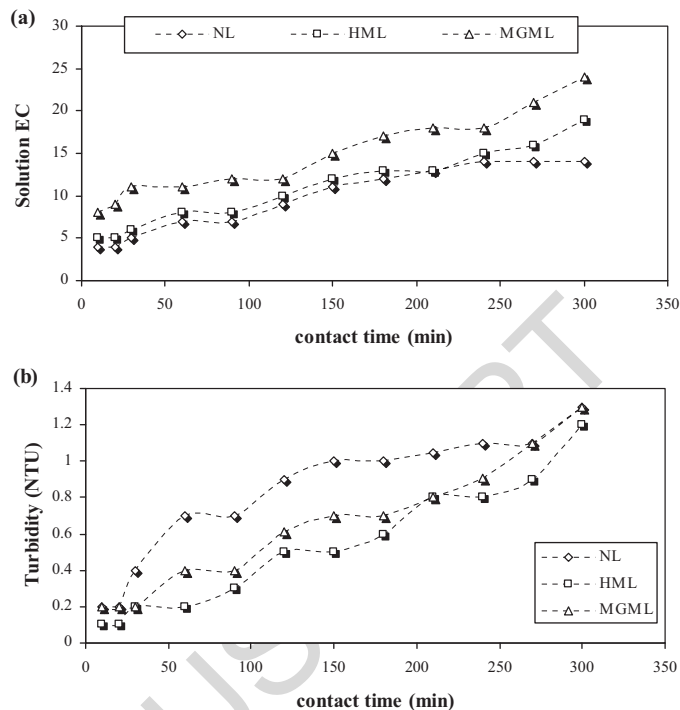 (a)
NL HML MGML
30
25
20
15
10
5
0
Solution EC
0 50 100 150 200 250 300 350
contact time (min)
(b)
1.4
1.2
1
0.8
0.6
0.4
0.2
0
Turbidity (NTU)
NL
HML
MGML
0 50 100 150 200 250 300 350
contact time (min)